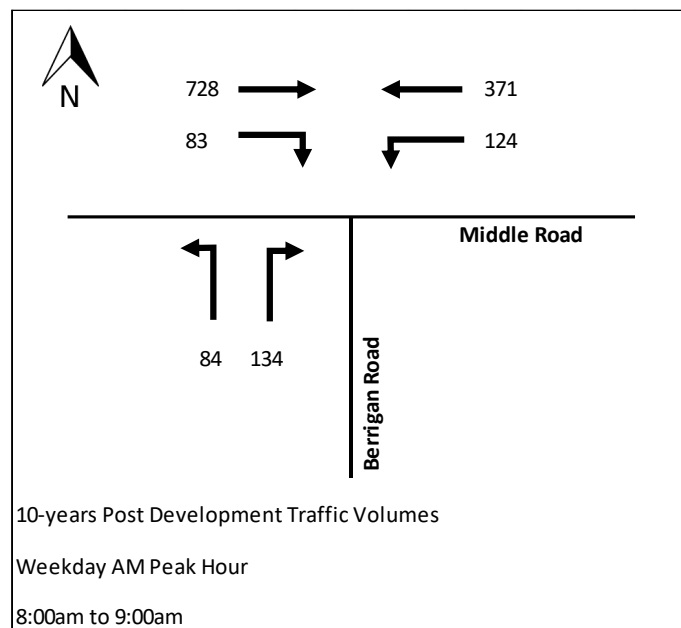 N
728
371
83
124
Middle Road
84
134
Berrigan Road
10-years Post Development Traffic Volumes
Weekday AM Peak Hour
8:00am to 9:00am